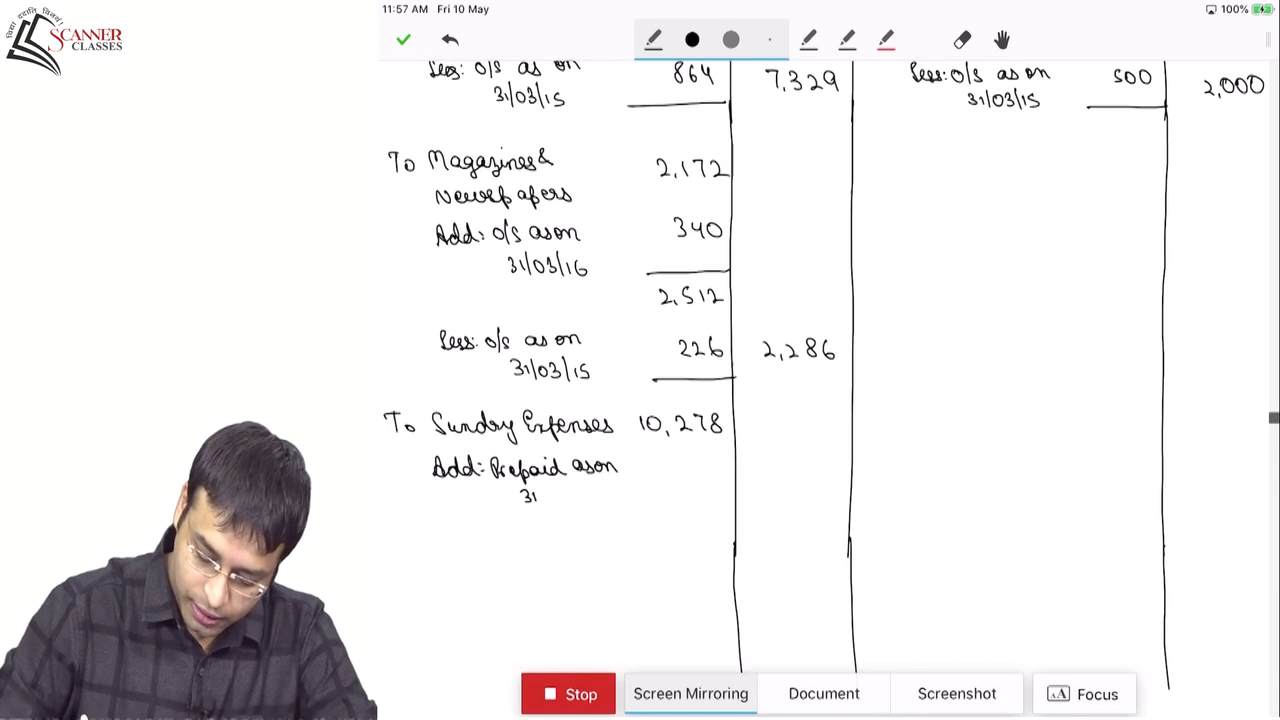 विद्या ददाति विनयं।
SCANNER
CLASSES
11:57 AM Fri 10 May
100%
Less: O/S as on 864 7,329
31/03/15
Less: O/S as on 500 2,000
31/03/15
To Magazines & 2,172
Newspapers
Add: O/S as on 340
31/03/16
2,512
Less: O/S as on 226 2,286
31/03/15
To Sundry Expenses 10,278
Add: Prepaid as on
31
Stop
Screen Mirroring
Document
Screenshot
AA Focus